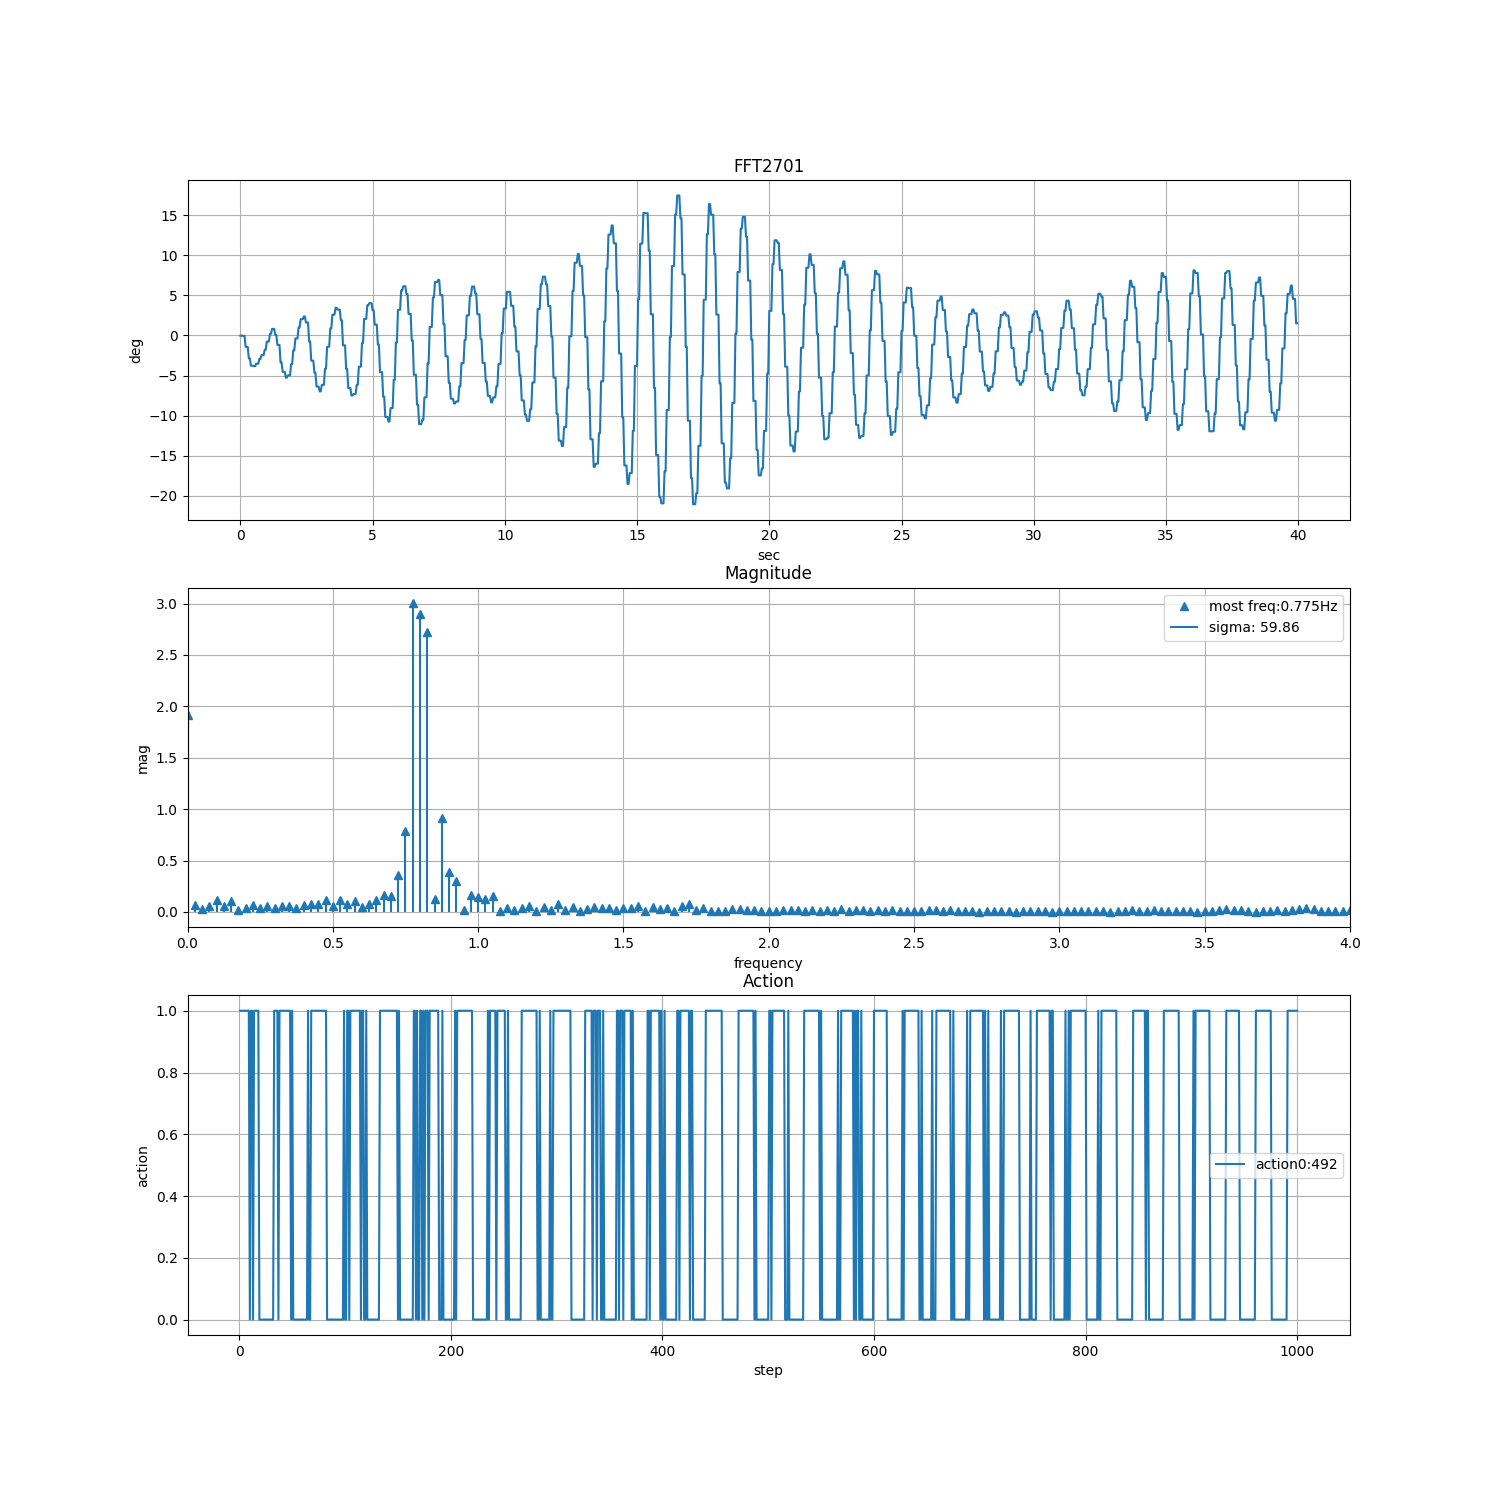 FFT2701
15
10
5
0
−5
−10
−15
−20
deg
0 5 10 15 20 25 30 35 40
sec
Magnitude
3.0
2.5
2.0
1.5
1.0
0.5
0.0
mag
most freq:0.775Hz
sigma: 59.86
0.0 0.5 1.0 1.5 2.0 2.5 3.0 3.5 4.0
frequency
Action
1.0
0.8
0.6
0.4
0.2
0.0
action
action0:492
0 200 400 600 800 1000
step